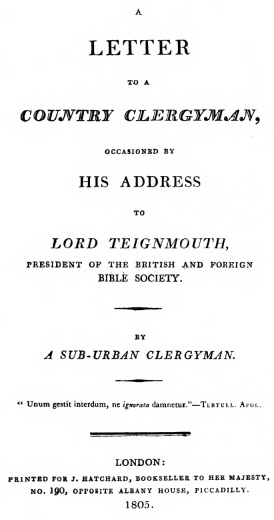 A
LETTER
TO A
COUNTRY CLERGYMAN,
OCCASIONED BY
HIS ADDRESS
TO
LORD TEIGNMOUTH,
PRESIDENT OF THE BRITISH AND FOREIGN
BIBLE SOCIETY.
BY
A SUB-URBAN CLERGYMAN.
“ Unum gestit interdum, ne ignorata damnetur.”—TERTULL. APOL.
LONDON:
PRINTED FOR J. HATCHARD, BOOKSELLER TO HER MAJESTY,
NO. 190, OPPOSITE ALBANY HOUSE, PICCADILLY.
1805.